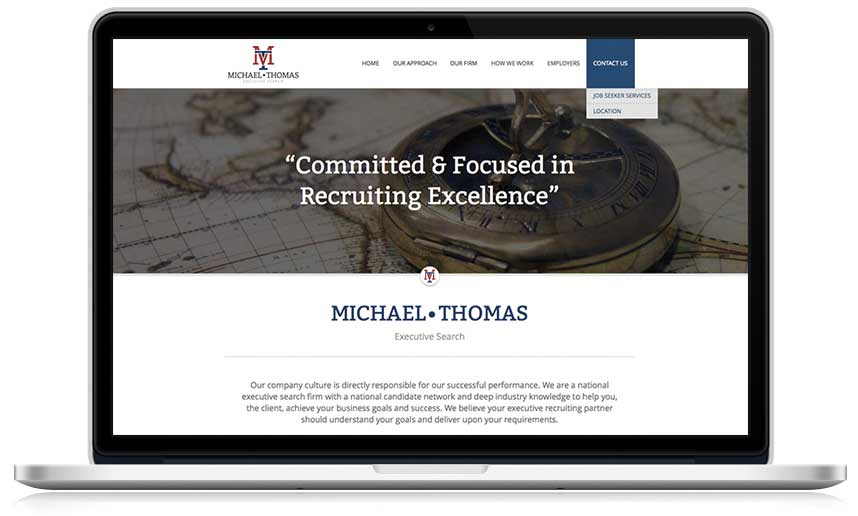 MT
MICHAEL•THOMAS
EXECUTIVE SEARCH
HOME OUR APPROACH OUR FIRM HOW WE WORK EMPLOYERS CONTACT US
JOB SEEKER SERVICES
LOCATION
“Committed & Focused in
Recruiting Excellence”
MT
MICHAEL•THOMAS
Executive Search
Our company culture is directly responsible for our successful performance. We are a national
executive search firm with a national candidate network and deep industry knowledge to help you,
the client, achieve your business goals and success. We believe your executive recruiting partner
should understand your goals and deliver upon your requirements.